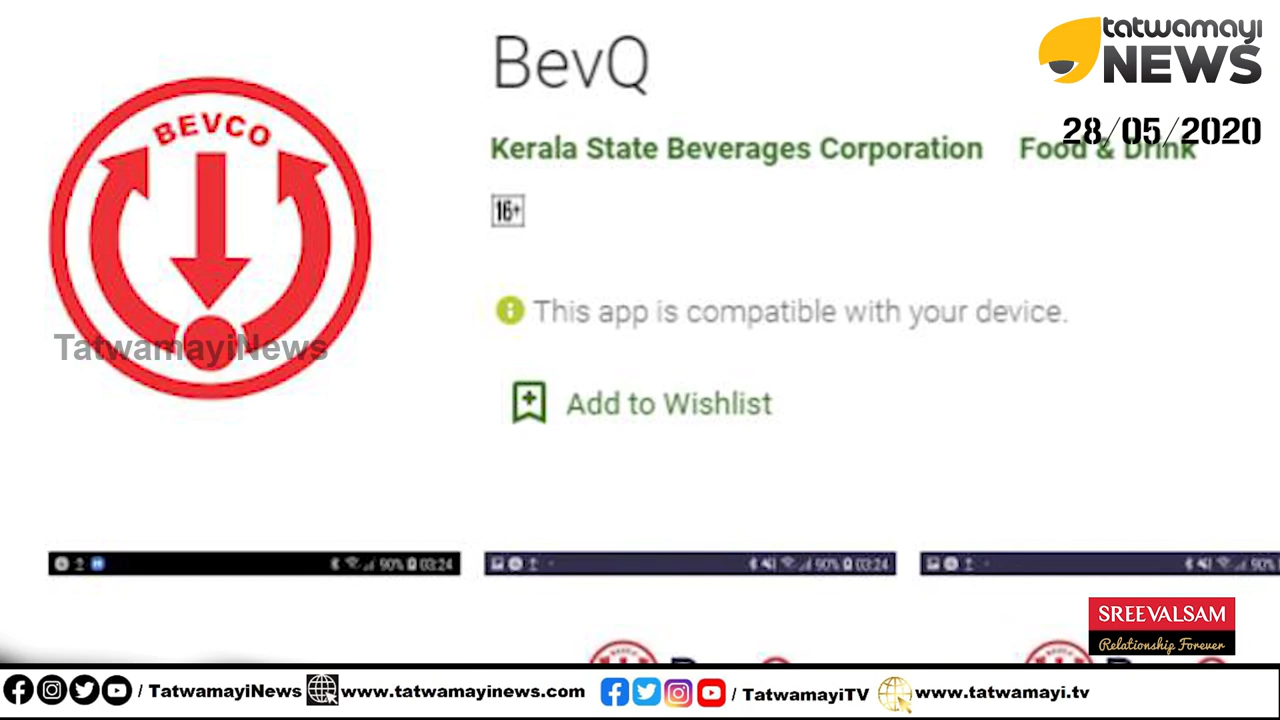 BevQ
tatwamayi
NEWS
28/05/2020
BEVCO
Kerala State Beverages Corporation
Food & Drink
16+
This app is compatible with your device.
TatwamayiNews
Add to Wishlist
90% 03:24
90% 03:24
90%
SREEVALSAM
Relationship Forever
/ TatwamayiNews
www.tatwamayinews.com
/ TatwamayiTV
www.tatwamayi.tv